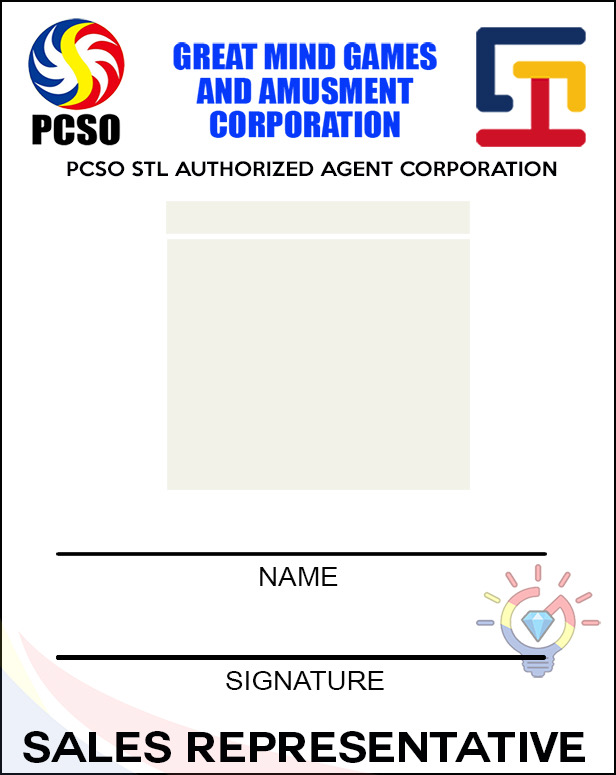 PCSO
GREAT MIND GAMES
AND AMUSMENT
CORPORATION
PCSO STL AUTHORIZED AGENT CORPORATION
NAME
SIGNATURE
SALES REPRESENTATIVE